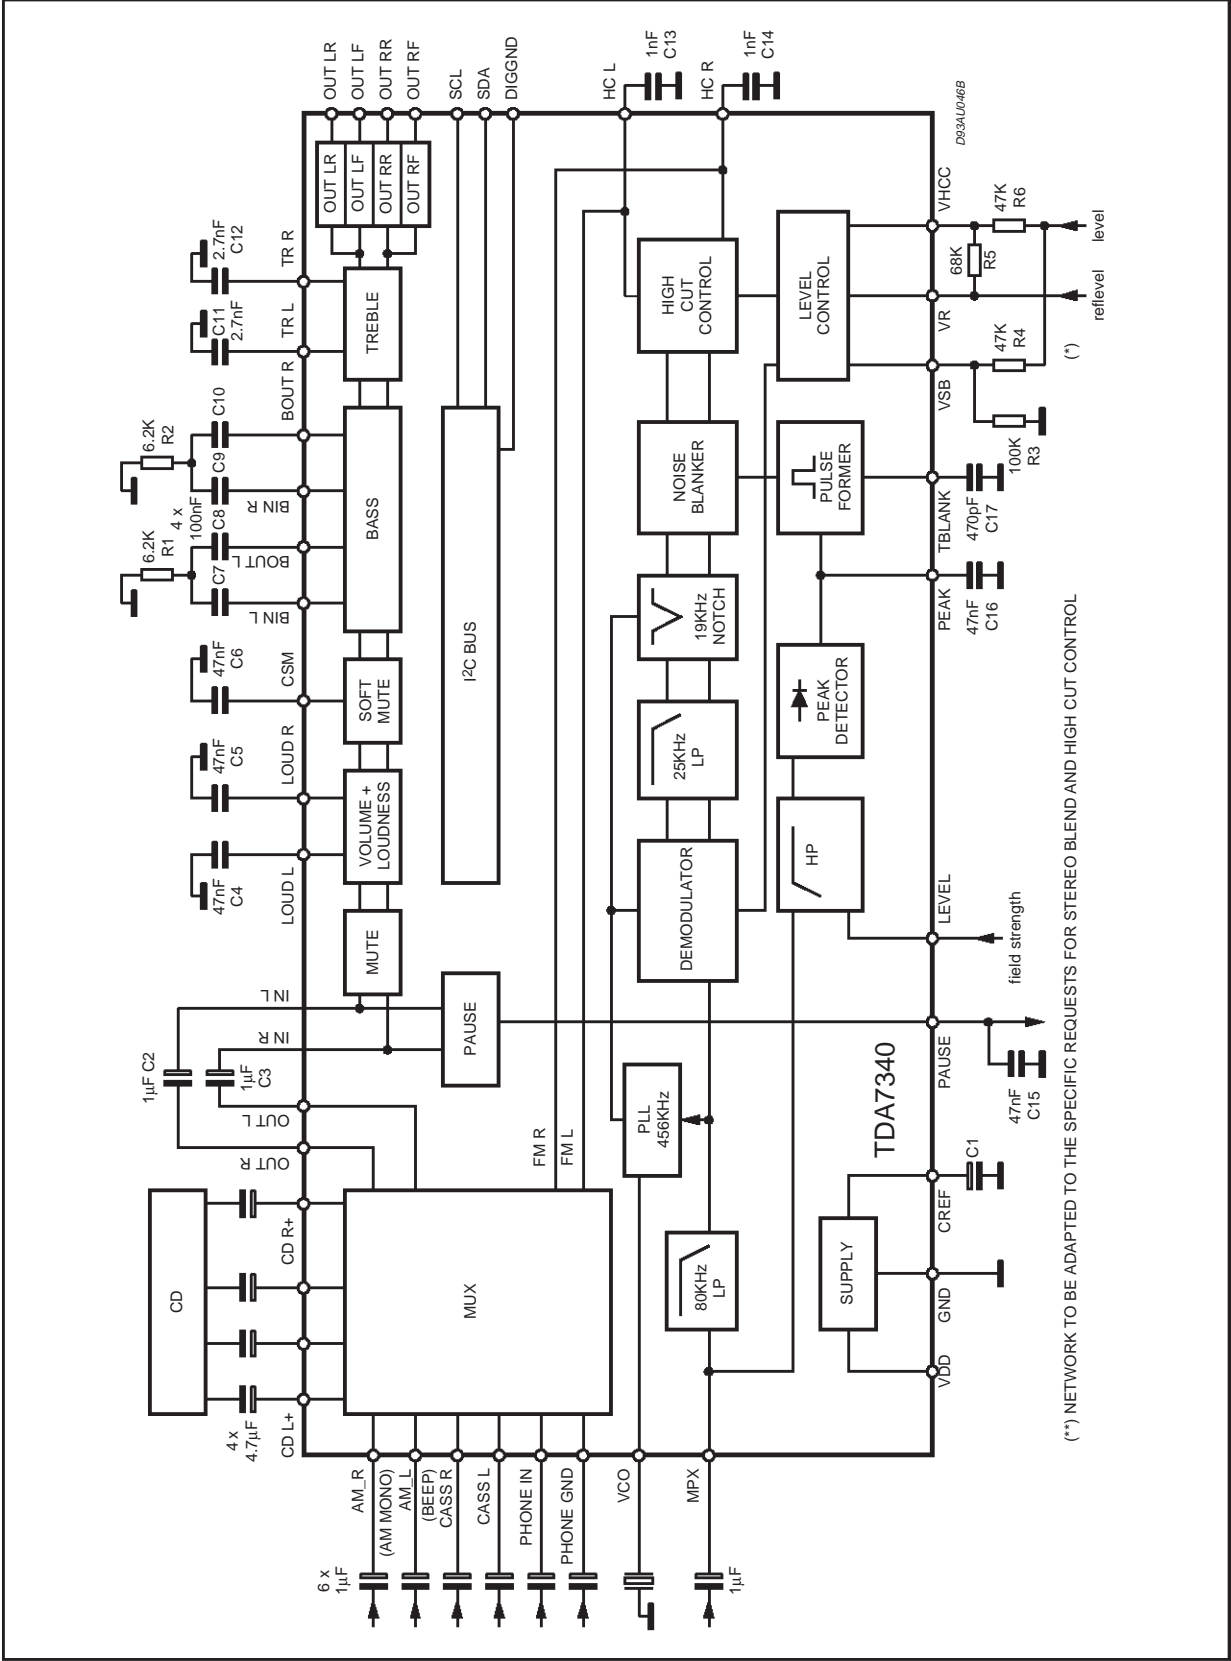 CD
4 x
4.7µF
CD L+
CD R+
OUT R
OUT L
1µF C2
1µF
C3
IN R
IN L
47nF
C4
LOUD L
47nF
C5
LOUD R
47nF
C6
CSM
6.2K
R1
C7
BIN L
4 x
100nF
C8
BOUT L
6.2K
R2
C9
BIN R
C10
BOUT R
C11
2.7nF
TR L
2.7nF
C12
TR R
MUX
MUTE
VOLUME +
LOUDNESS
SOFT
MUTE
BASS
TREBLE
OUT LR
OUT LF
OUT RR
OUT RF
OUT LR
OUT LF
OUT RR
OUT RF
PAUSE
I2C BUS
SCL
SDA
DIGGND
6 x
1µF
AM_R
(AM MONO)
AM_L
(BEEP)
CASS R
CASS L
PHONE IN
PHONE GND
VCO
MPX
1µF
FM R
FM L
80KHz
LP
PLL
456KHz
DEMODULATOR
25KHz
LP
19KHz
NOTCH
NOISE
BLANKER
HIGH
CUT
CONTROL
HC L
1nF
C13
HC R
1nF
C14
SUPPLY
TDA7340
HP
PEAK
DETECTOR
PULSE
FORMER
LEVEL
CONTROL
VDD
GND
CREF
C1
PAUSE
47nF
C15
LEVEL
field strength
PEAK
47nF
C16
TBLANK
470pF
C17
VSB
100K
R3
47K
R4
(*)
VR
reflevel
68K
R5
VHCC
47K
R6
level
D93AU046B
(**) NETWORK TO BE ADAPTED TO THE SPECIFIC REQUESTS FOR STEREO BLEND AND HIGH CUT CONTROL